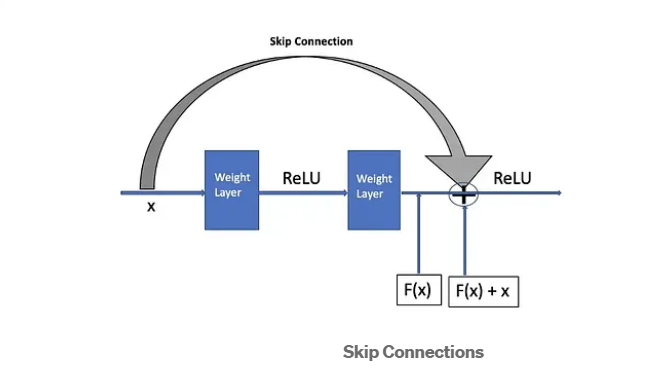 Skip Connection
Weight
Layer
ReLU
Weight
Layer
ReLU
x
F(x)
F(x) + x
Skip Connections